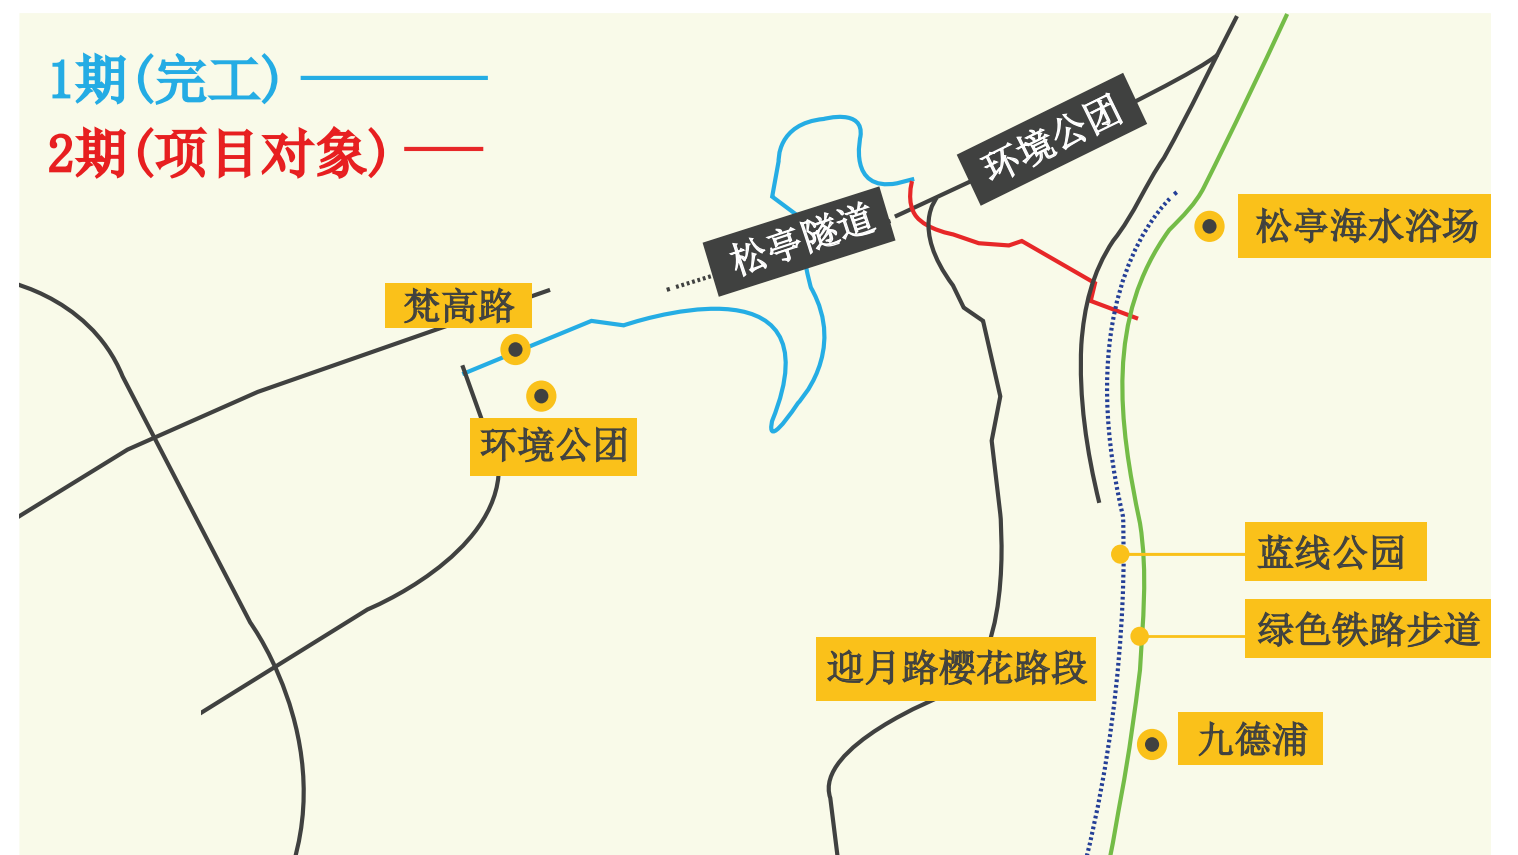 1期(完工)
2期(项目对象)
环境公团
松亭隧道
松亭海水浴场
梵高路
环境公团
蓝线公园
绿色铁路步道
迎月路樱花路段
九德浦